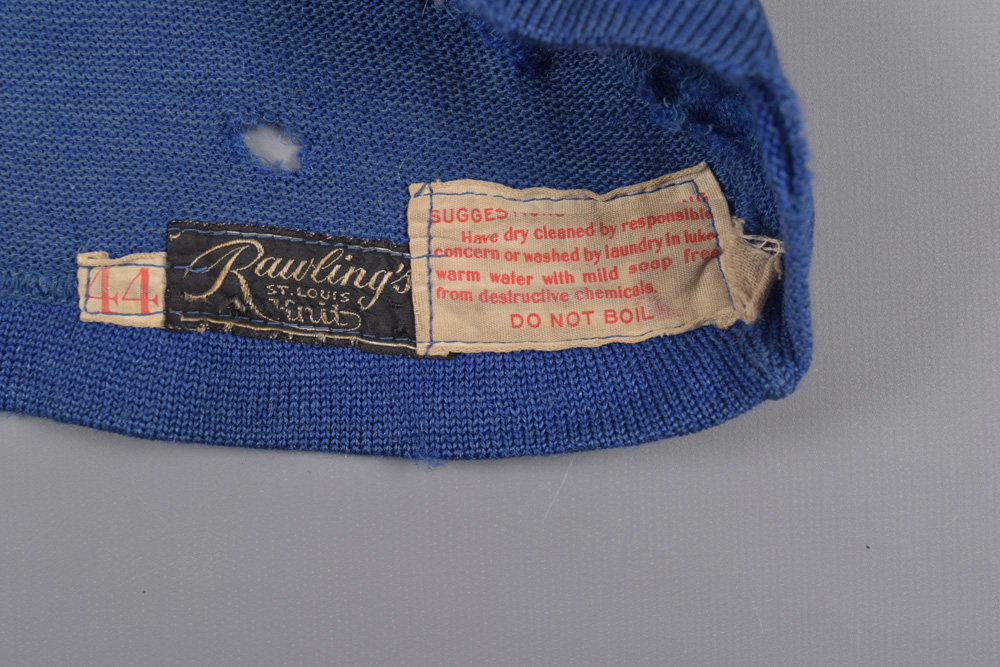 44
Rawling's
ST. LOUIS
Knit
Have dry cleaned by responsible
concern or washed by laundry in luke
warm water with mild soap free
from destructive chemicals.
DO NOT BOIL